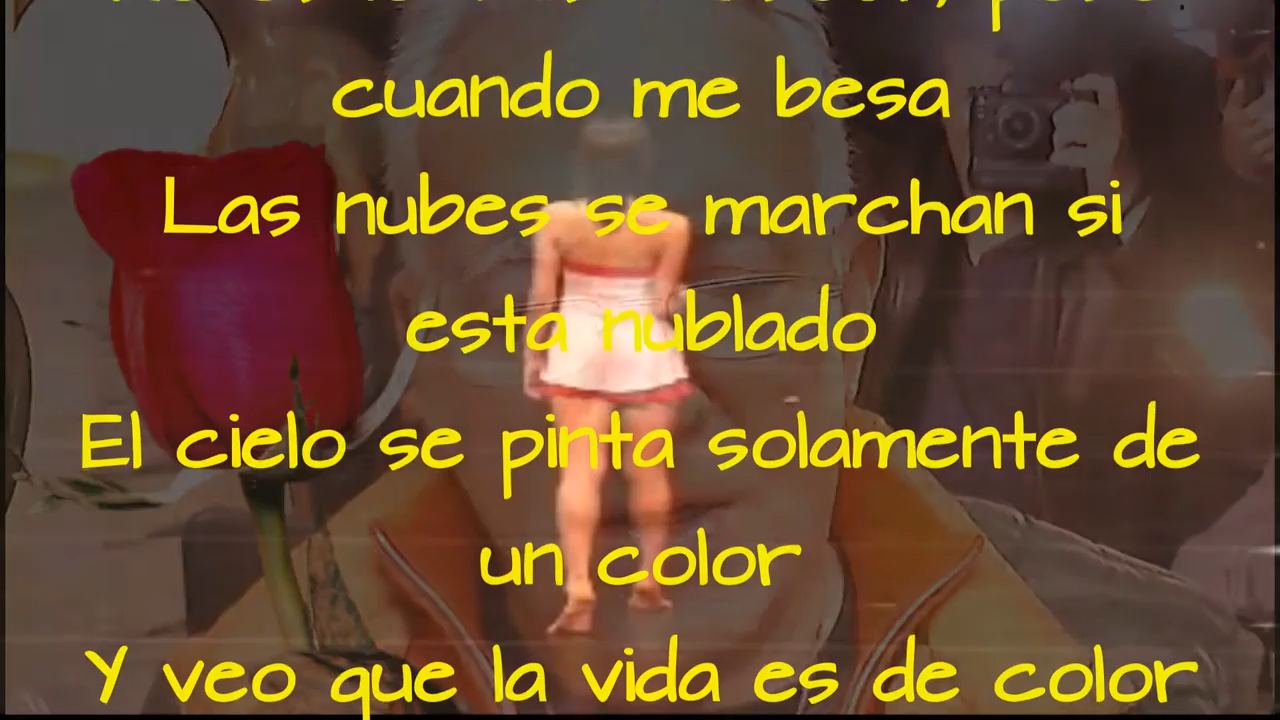 cuando me besa
Las nubes se marchan si
esta nublado
El cielo se pinta solamente de
un color
Y veo que la vida es de color